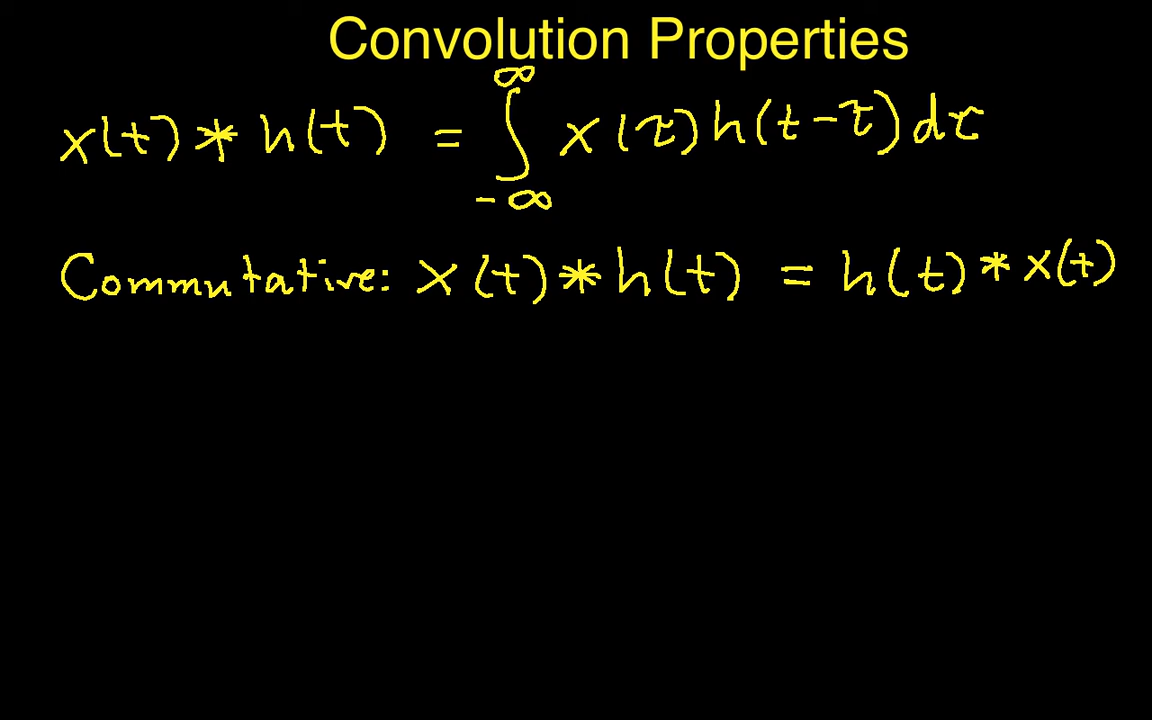 Convolution Properties
x(t) * h(t) = ∫_{-∞}^{∞} x(τ) h(t-τ) dτ
Commutative: x(t) * h(t) = h(t) * x(t)